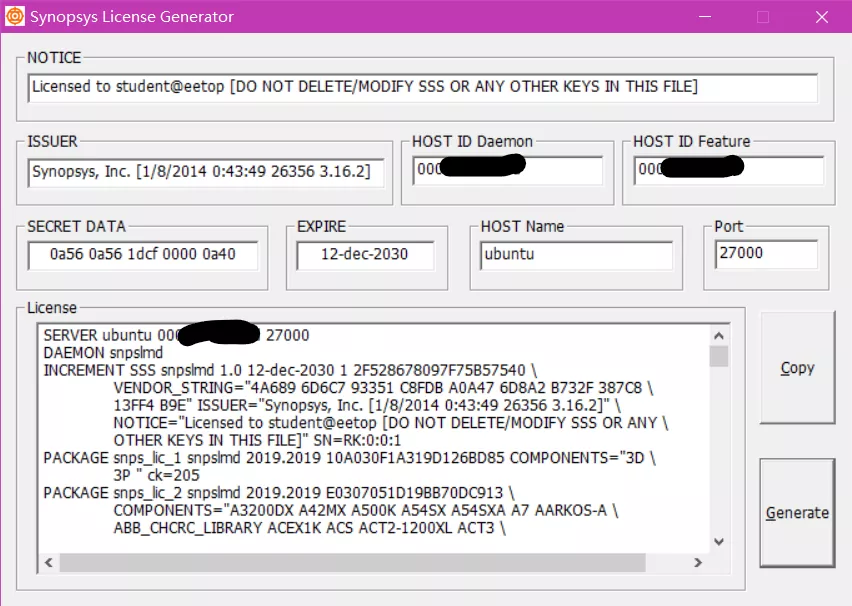 Synopsys License Generator
NOTICE
Licensed to student@eetop [DO NOT DELETE/MODIFY SSS OR ANY OTHER KEYS IN THIS FILE]
ISSUER
Synopsys, Inc. [1/8/2014 0:43:49 26356 3.16.2]
HOST ID Daemon
000
HOST ID Feature
000
SECRET DATA
0a56 0a56 1dcf 0000 0a40
EXPIRE
12-dec-2030
HOST Name
ubuntu
Port
27000
License
SERVER ubuntu 000 27000
DAEMON snpslmd
INCREMENT SSS snpslmd 1.0 12-dec-2030 1 2F528678097F75B57540 \
VENDOR_STRING="4A689 6D6C7 93351 C8FDB A0A47 6D8A2 B732F 387C8 \
13FF4 B9E" ISSUER="Synopsys, Inc. [1/8/2014 0:43:49 26356 3.16.2]" \
NOTICE="Licensed to student@eetop [DO NOT DELETE/MODIFY SSS OR ANY \
OTHER KEYS IN THIS FILE]" SN=RK:0:0:1
PACKAGE snps_lic_1 snpslmd 2019.2019 10A030F1A319D126BD85 COMPONENTS="3D \
3P " ck=205
PACKAGE snps_lic_2 snpslmd 2019.2019 E0307051D19BB70DC913 \
COMPONENTS="A3200DX A42MX A500K A54SX A54SXA A7 AARKOS-A \
ABB_CHCRC_LIBRARY ACEX1K ACS ACT2-1200XL ACT3 \
Copy
Generate